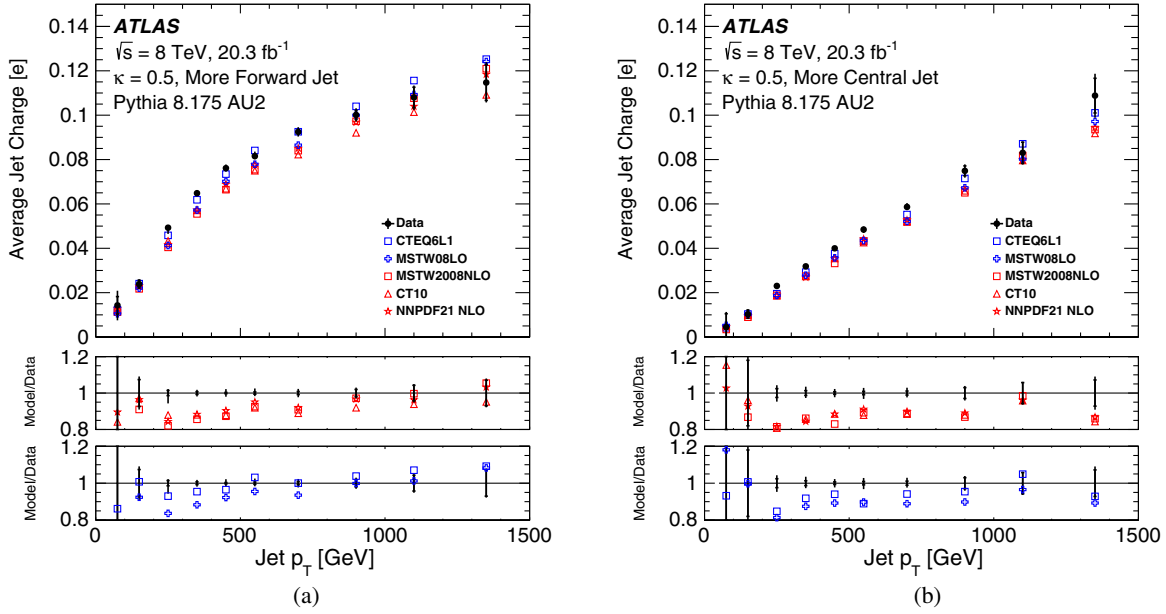 ATLAS
√s = 8 TeV, 20.3 fb⁻¹
κ = 0.5, More Forward Jet
Pythia 8.175 AU2
Average Jet Charge [e]
0.14
0.12
0.1
0.08
0.06
0.04
0.02
0
Data
CTEQ6L1
MSTW08LO
MSTW2008NLO
CT10
NNPDF21 NLO
Model/Data
1.2
1
0.8
Model/Data
1.2
1
0.8
0 500 1000 1500
Jet p_T [GeV]
(a)
ATLAS
√s = 8 TeV, 20.3 fb⁻¹
κ = 0.5, More Central Jet
Pythia 8.175 AU2
Average Jet Charge [e]
0.14
0.12
0.1
0.08
0.06
0.04
0.02
0
Data
CTEQ6L1
MSTW08LO
MSTW2008NLO
CT10
NNPDF21 NLO
Model/Data
1.2
1
0.8
Model/Data
1.2
1
0.8
0 500 1000 1500
Jet p_T [GeV]
(b)